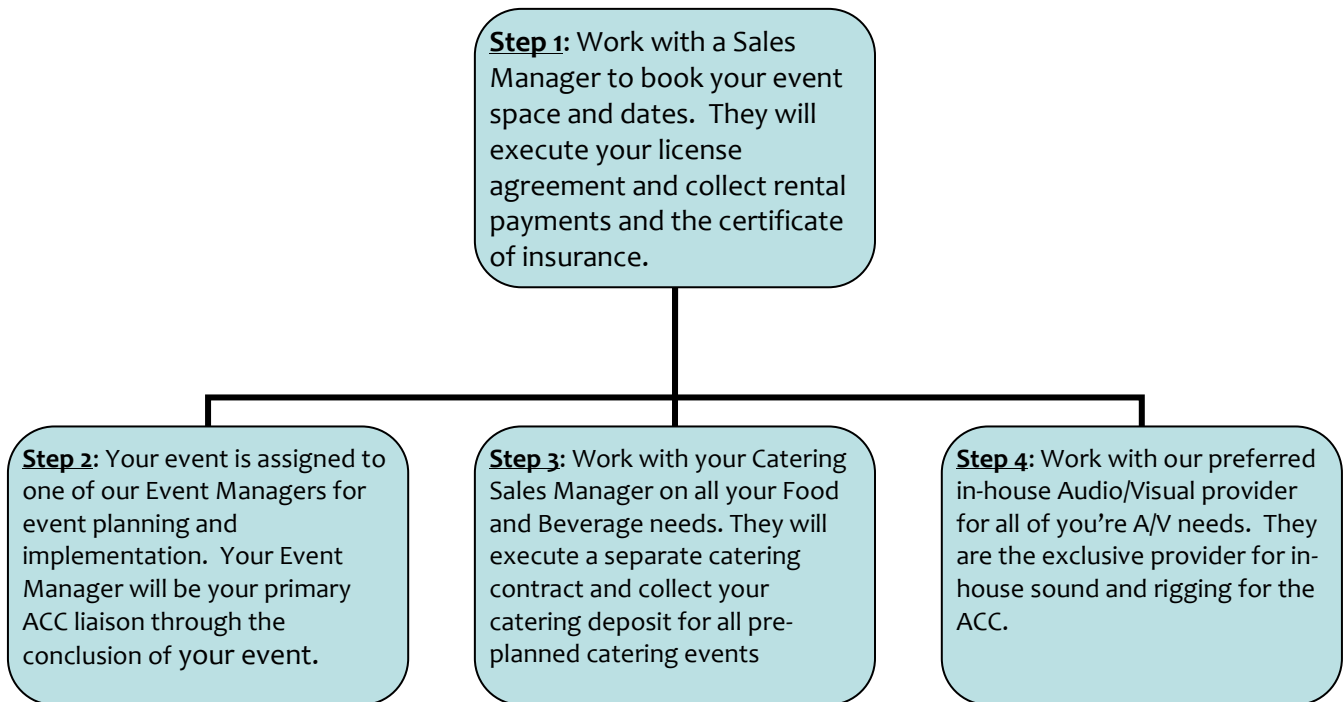 Step 1: Work with a Sales
Manager to book your event
space and dates.  They will
execute your license
agreement and collect rental
payments and the certificate
of insurance.
Step 2: Your event is assigned to
one of our Event Managers for
event planning and
implementation.  Your Event
Manager will be your primary
ACC liaison through the
conclusion of your event.
Step 3: Work with your Catering
Sales Manager on all your Food
and Beverage needs. They will
execute a separate catering
contract and collect your
catering deposit for all pre-
planned catering events
Step 4: Work with our preferred
in-house Audio/Visual provider
for all of you’re A/V needs.  They
are the exclusive provider for in-
house sound and rigging for the
ACC.